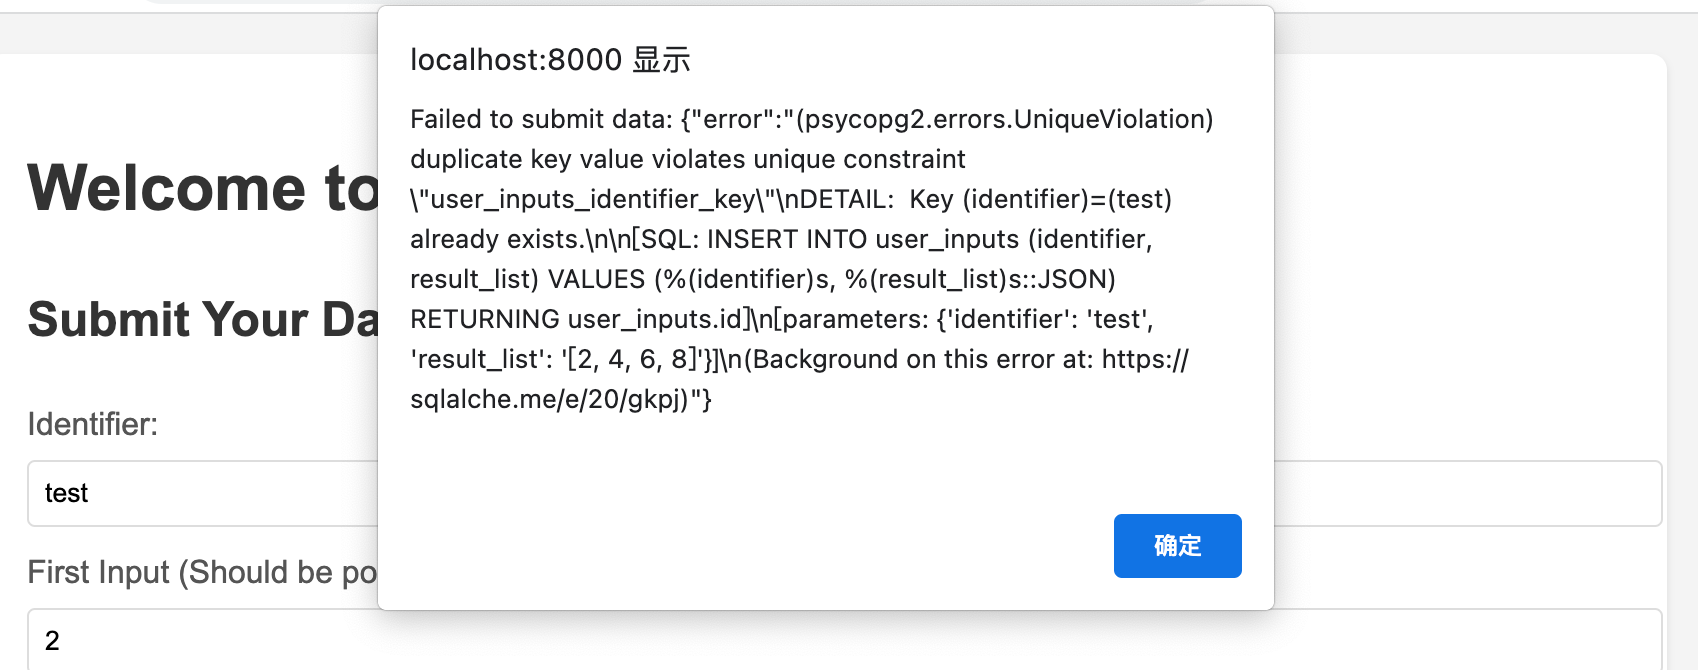 localhost:8000 显示
Failed to submit data: {"error":"(psycopg2.errors.UniqueViolation)
duplicate key value violates unique constraint
\"user_inputs_identifier_key\"\nDETAIL:  Key (identifier)=(test)
already exists.\n\n[SQL: INSERT INTO user_inputs (identifier,
result_list) VALUES (%(identifier)s, %(result_list)s::JSON)
RETURNING user_inputs.id]\n[parameters: {'identifier': 'test',
'result_list': '[2, 4, 6, 8]'}]\n(Background on this error at: https://
sqlalche.me/e/20/gkpj)"}
确定
Welcome to
Submit Your Da
Identifier:
test
First Input (Should be po
2